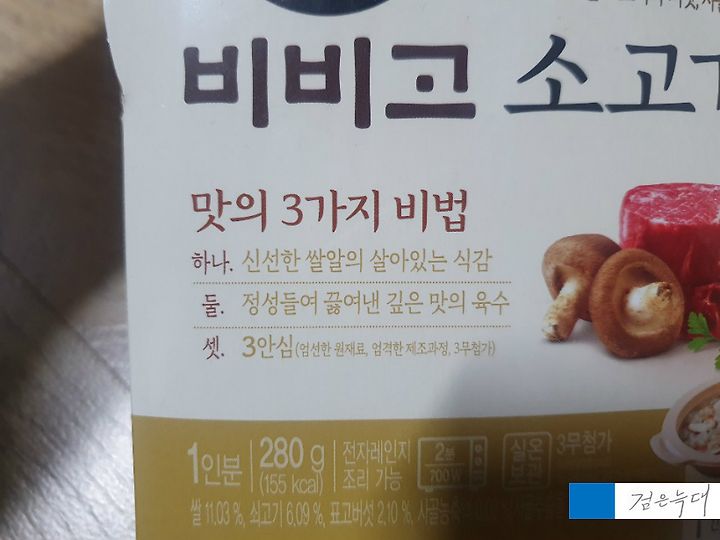 비비고 소고기
맛의 3가지 비법
하나. 신선한 쌀알의 살아있는 식감
둘. 정성들여 끓여낸 깊은 맛의 육수
셋. 3안심(엄선한 원재료, 엄격한 제조과정, 3무첨가)
1인분 280 g (155 kcal) 전자레인지 조리 가능 2분 700W 실온 보관 3무첨가
쌀 11.03 %, 쇠고기 6.09 %, 표고버섯 2.10 %, 사골농축
검은늑대